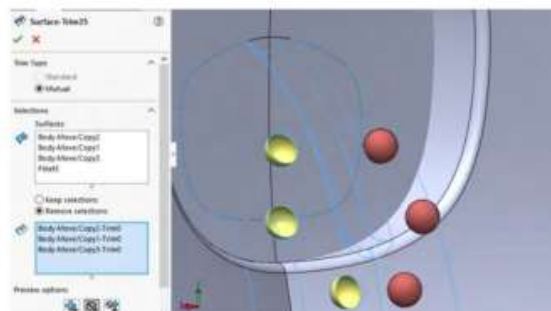 Surface-Trim25
Trim Type
Standard
Mutual
Selections
Surfaces
Body-Move/Copy2
Body-Move/Copy1
Body-Move/Copy3
Fillet5
Keep selections
Remove selections
Body-Move/Copy2-Trim0
Body-Move/Copy1-Trim0
Body-Move/Copy3-Trim0
Preview options: